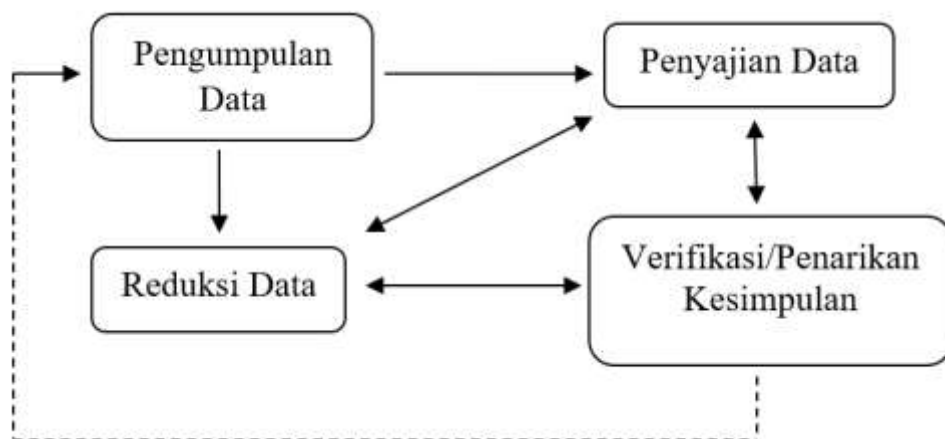 Pengumpulan
Data
Penyajian Data
Reduksi Data
Verifikasi/Penarikan
Kesimpulan